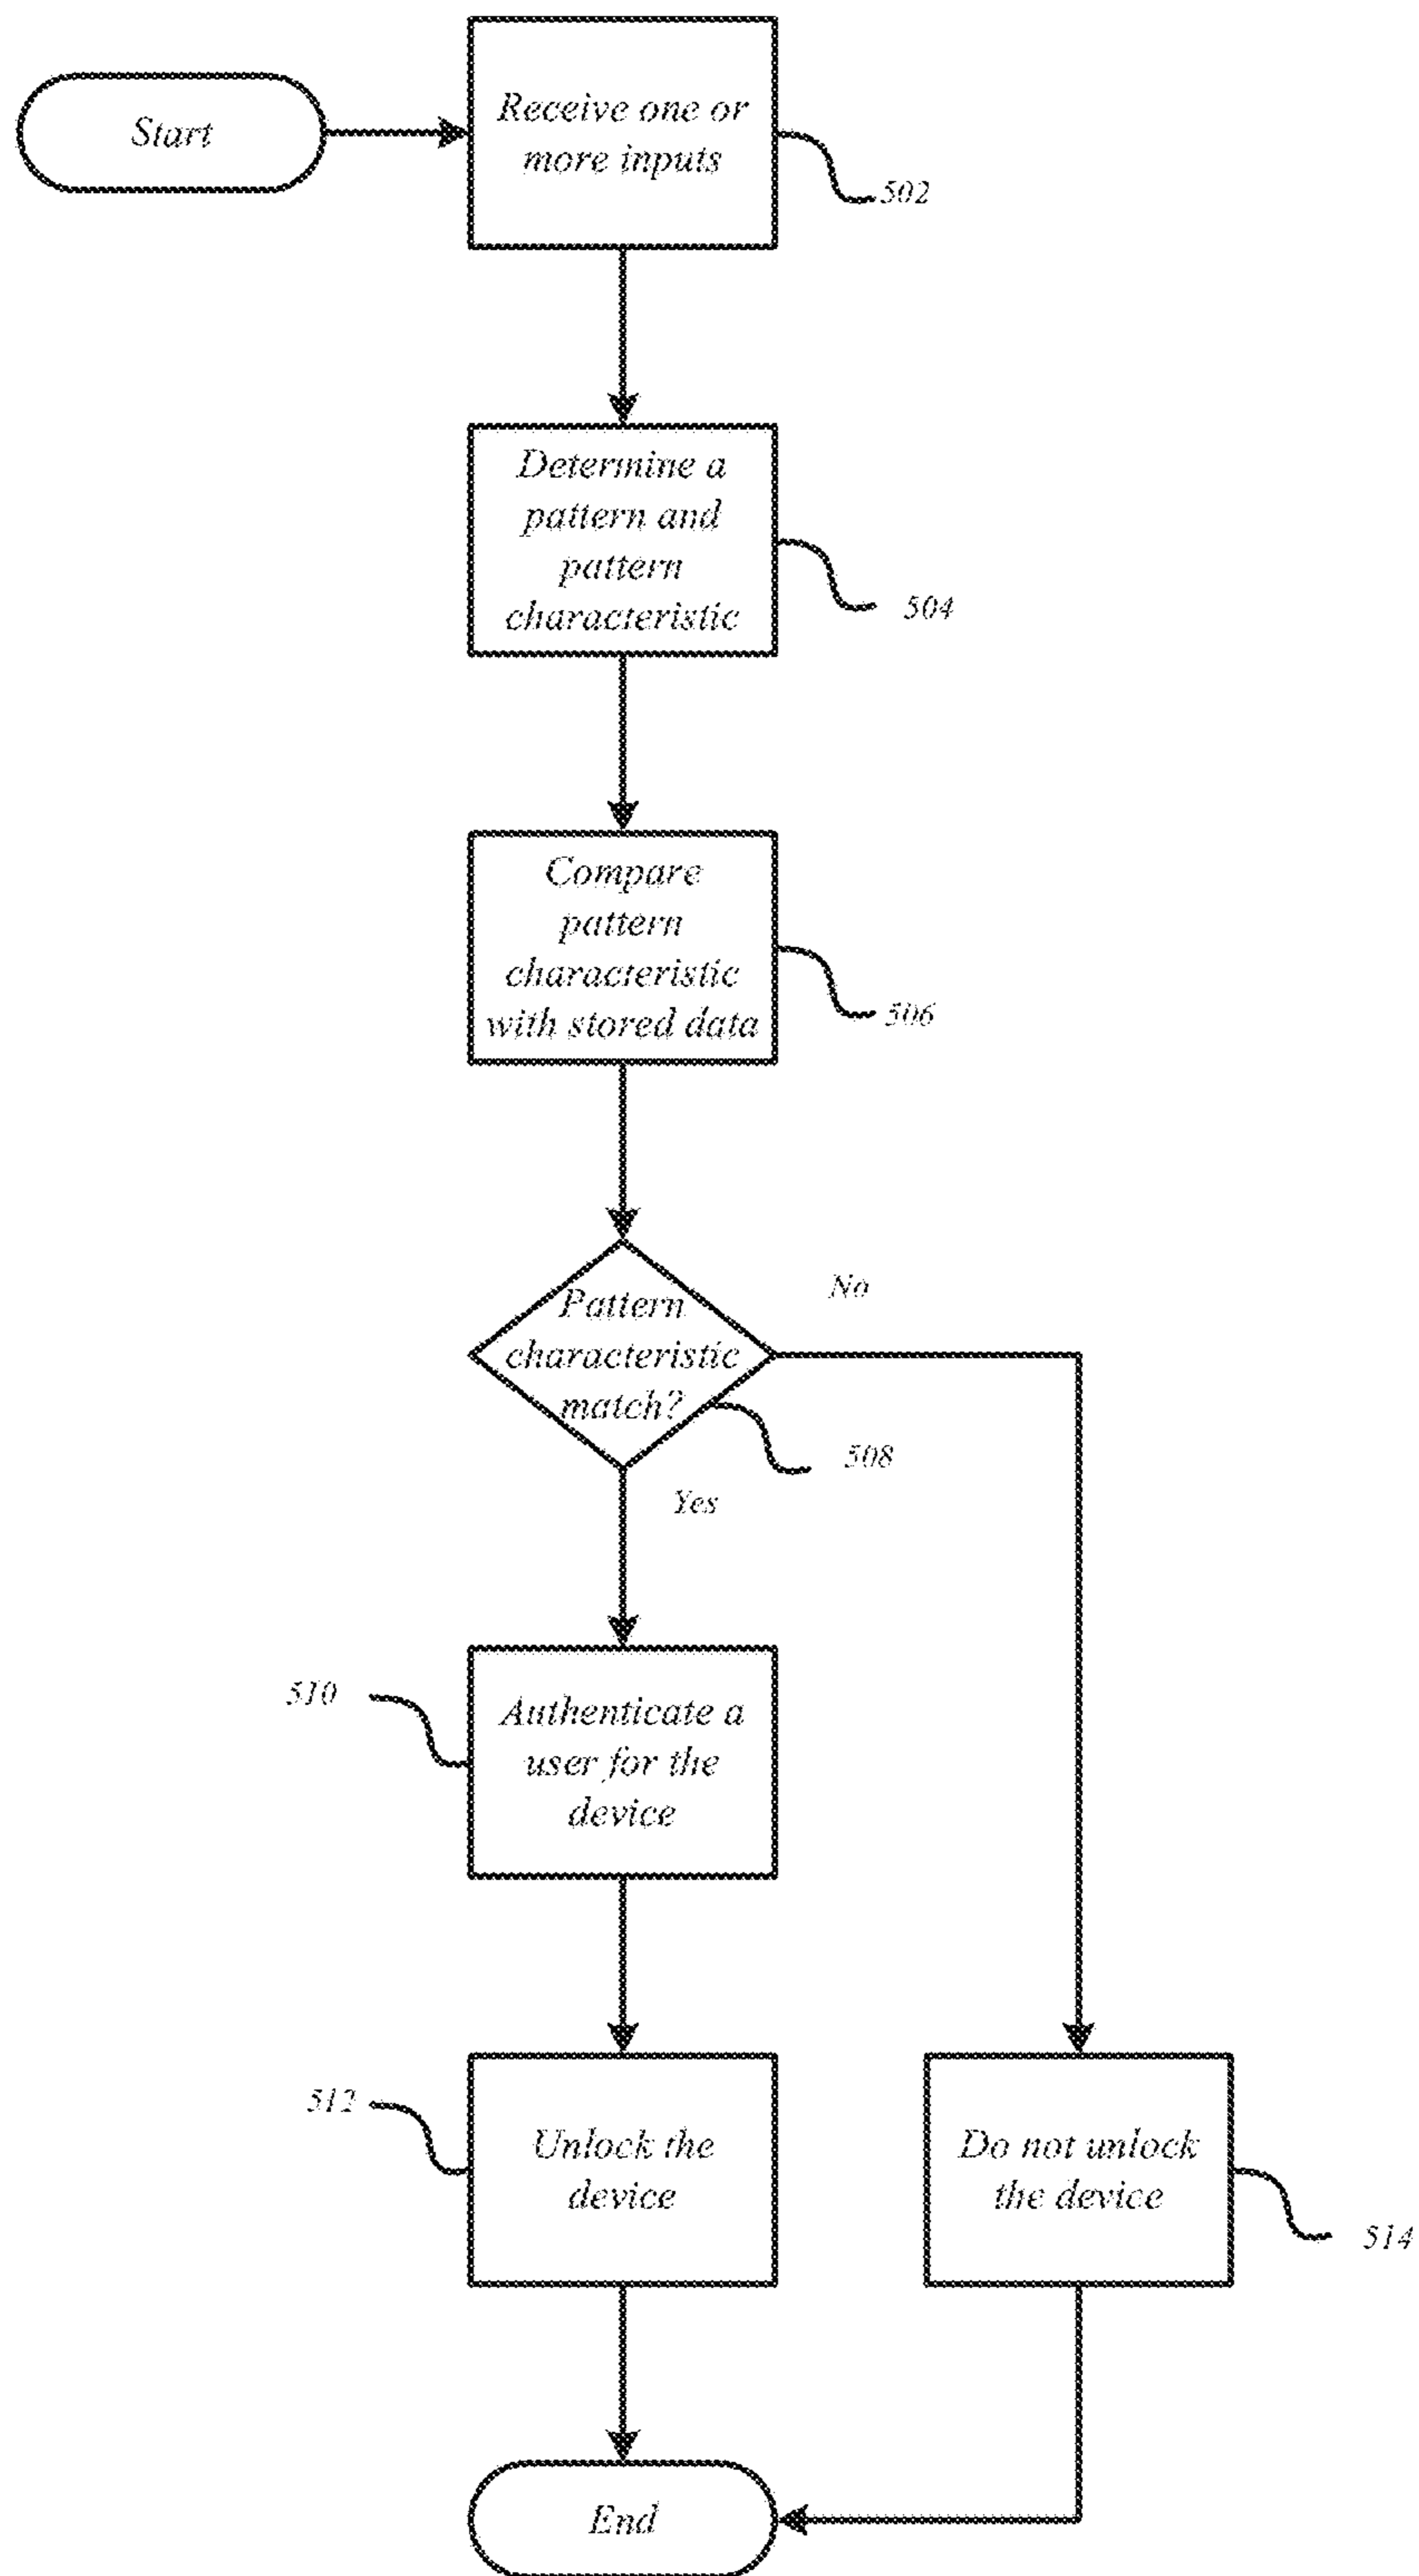 Start
Receive one or
more inputs
502
Determine a
pattern and
pattern
characteristic
504
Compare
pattern
characteristic
with stored data
506
Pattern
characteristic
match?
No
508
Yes
510
Authenticate a
user for the
device
512
Unlock the
device
Do not unlock
the device
514
End